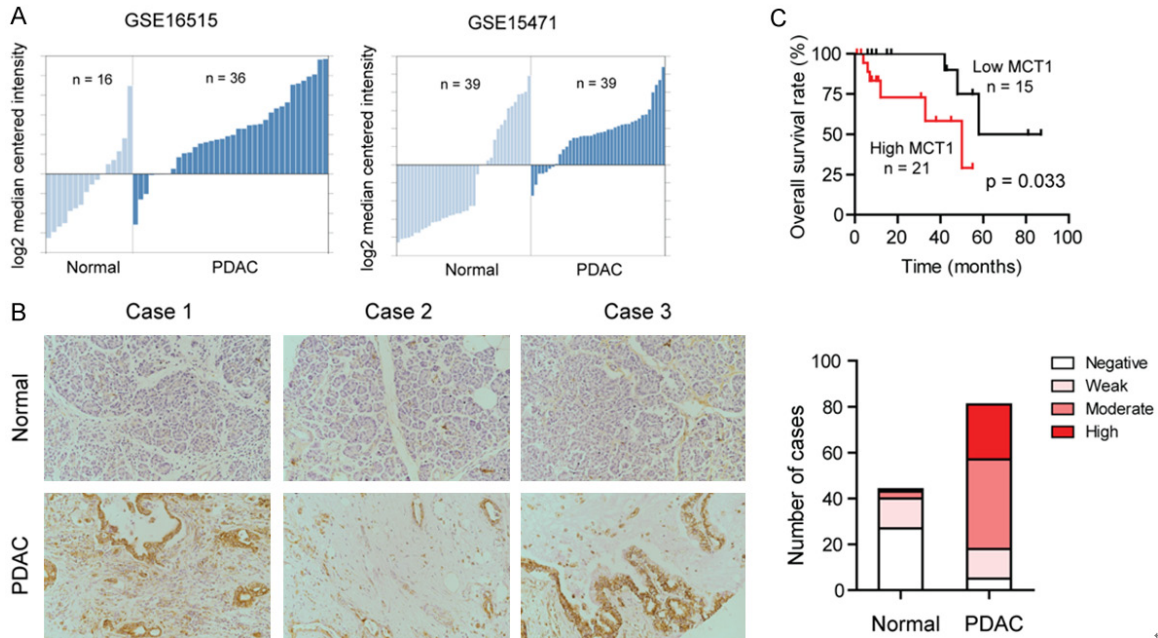 A
GSE16515
GSE15471
log2 median centered intensity
n = 16
n = 36
Normal
PDAC
log2 median centered intensity
n = 39
n = 39
Normal
PDAC
C
Overall survival rate (%)
100
75
50
25
0
0 20 40 60 80 100
Time (months)
Low MCT1
n = 15
High MCT1
n = 21
p = 0.033
B
Case 1
Case 2
Case 3
Normal
PDAC
Number of cases
100
80
60
40
20
0
Normal
PDAC
Negative
Weak
Moderate
High